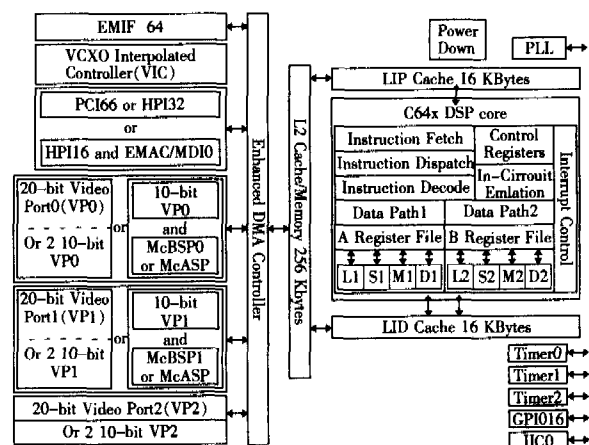 EMIF 64
VCXO Interpolated
Controller(VIC)
PCI66 or HPI32
or
HPI16 and EMAC/MDI0
20-bit Video
Port0(VP0)
Or 2 10-bit
VP0
or
10-bit
VP0
and
McBSP0
or McASP
20-bit Video
Port1(VP1)
Or 2 10-bit
VP1
or
10-bit
VP1
and
McBSP1
or McASP
20-bit Video Port2(VP2)
Or 2 10-bit VP2
Enhanced DMA Controller
L2 Cache/Memory 256 Kbytes
Power
Down
PLL
LIP Cache 16 KBytes
C64x DSP core
Instruction Fetch
Instruction Dispatch
Instruction Decode
Control
Registers
In-Cirrouit
Emlation
Interrupt Control
Data Path1
Data Path2
A Register File
B Register File
L1 S1 M1 D1 L2 S2 M2 D2
LID Cache 16 KBytes
Timer0
Timer1
Timer2
GPI016
IIC0